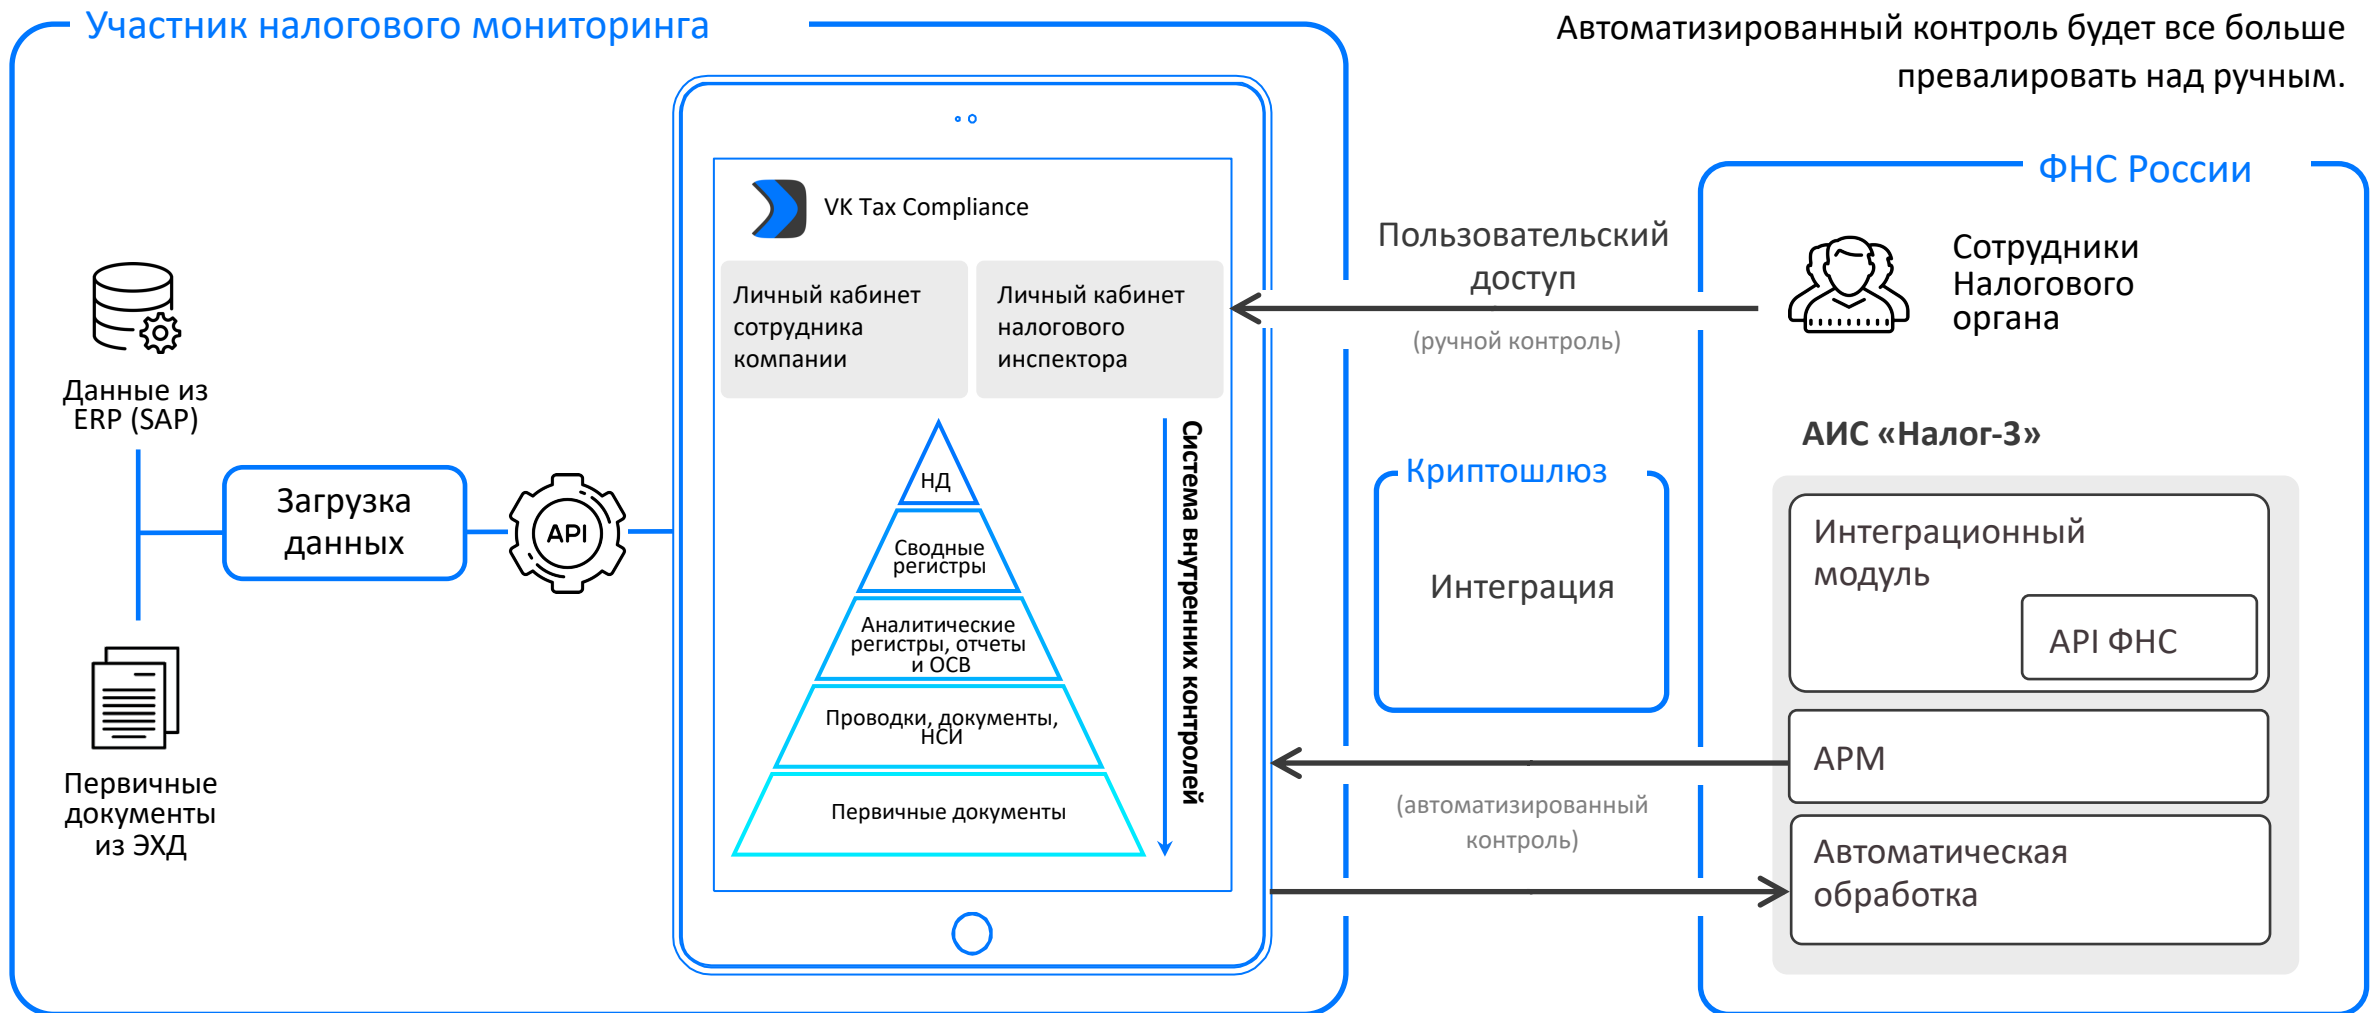 Участник налогового мониторинга
Автоматизированный контроль будет все больше
превалировать над ручным.
ФНС России
VK Tax Compliance
Личный кабинет
сотрудника
компании
Личный кабинет
налогового
инспектора
Пользовательский
доступ
(ручной контроль)
Сотрудники
Налогового
органа
Данные из
ERP (SAP)
Загрузка
данных
API
Первичные
документы
из ЭХД
НД
Сводные
регистры
Аналитические
регистры, отчеты
и ОСВ
Проводки, документы,
НСИ
Первичные документы
Система внутренних контролей
Криптошлюз
Интеграция
(автоматизированный
контроль)
АИС «Налог-3»
Интеграционный
модуль
API ФНС
АРМ
Автоматическая
обработка